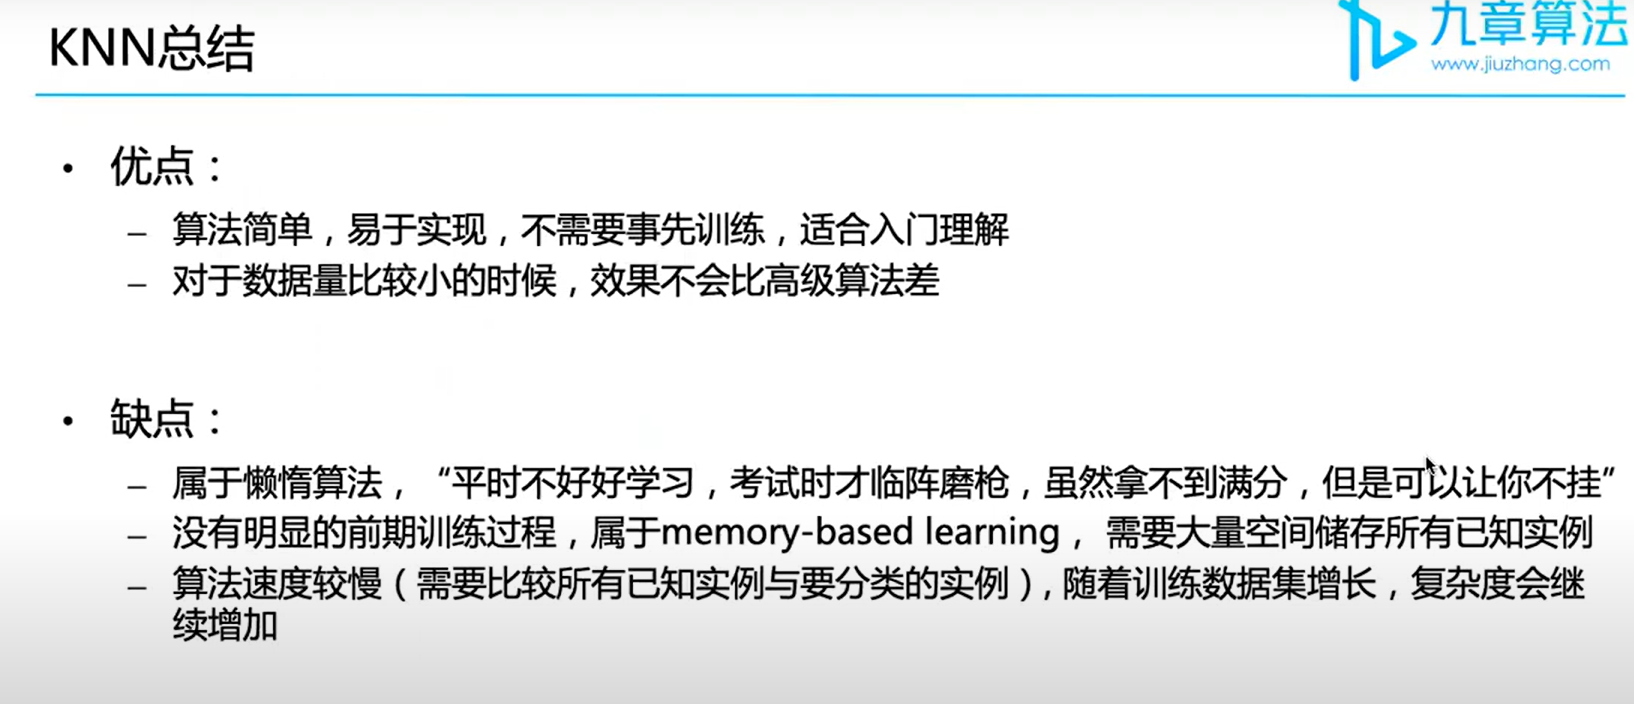 KNN总结
九章算法
www.jiuzhang.com
• 优点：
– 算法简单，易于实现，不需要事先训练，适合入门理解
– 对于数据量比较小的时候，效果不会比高级算法差
• 缺点：
– 属于懒惰算法，“平时不好好学习，考试时才临阵磨枪，虽然拿不到满分，但是可以让你不挂”
– 没有明显的前期训练过程，属于memory-based learning， 需要大量空间储存所有已知实例
– 算法速度较慢（需要比较所有已知实例与要分类的实例），随着训练数据集增长，复杂度会继
续增加